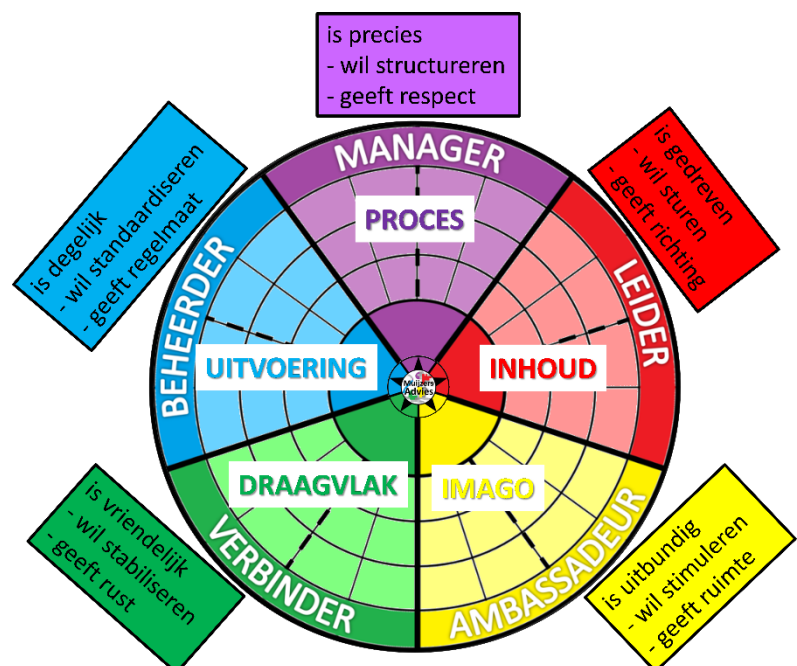 is precies
- wil structureren
- geeft respect
is gedreven
- wil sturen
- geeft richting
is degelijk
- wil standaardiseren
- geeft regelmaat
MANAGER
PROCES
LEIDER
INHOUD
BEHEERDER
UITVOERING
Muijzers
Advies
DRAAGVLAK
VERBINDER
IMAGO
AMBASSADEUR
is vriendelijk
- wil stabiliseren
- geeft rust
is uitbundig
- wil stimuleren
- geeft ruimte